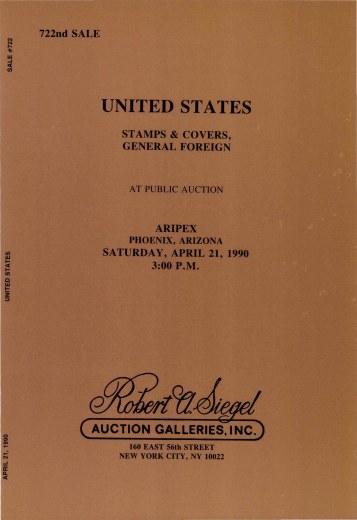 722nd SALE
SALE #722
UNITED STATES
STAMPS & COVERS,
GENERAL FOREIGN
AT PUBLIC AUCTION
ARIPEX
PHOENIX, ARIZONA
SATURDAY, APRIL 21, 1990
3:00 P.M.
UNITED STATES
Robert A. Siegel
AUCTION GALLERIES, INC.
160 EAST 56th STREET
NEW YORK CITY, NY 10022
APRIL 21, 1990